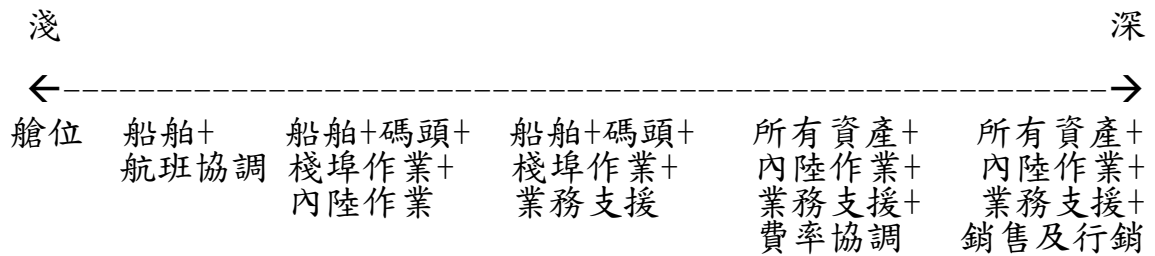 淺 深
←--------------------------------------------------------→
艙位 船舶+ 船舶+碼頭+ 船舶+碼頭+ 所有資產+ 所有資產+
航班協調 棧埠作業+ 棧埠作業+ 內陸作業+ 內陸作業+
內陸作業 業務支援 業務支援+ 業務支援+
費率協調 銷售及行銷